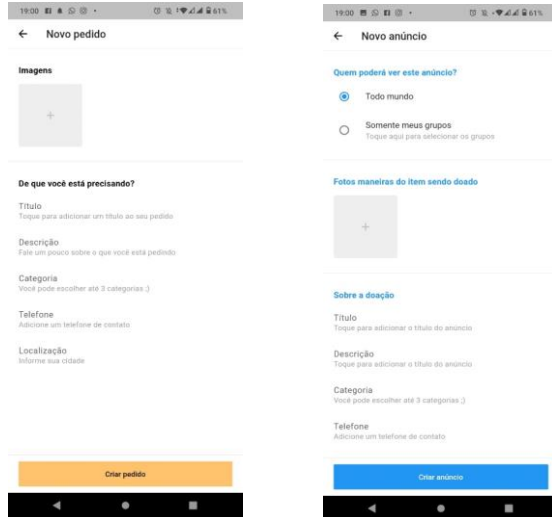 19:00
61%
Novo pedido
Imagens
+
De que você está precisando?
Título
Toque para adicionar um título ao seu pedido
Descrição
Fale um pouco sobre o que você está pedindo
Categoria
Você pode escolher até 3 categorias ;)
Telefone
Adicione um telefone de contato
Localização
Informe sua cidade
Criar pedido
19:00
61%
Novo anúncio
Quem poderá ver este anúncio?
Todo mundo
Somente meus grupos
Toque aqui para selecionar os grupos
Fotos maneiras do item sendo doado
+
Sobre a doação
Título
Toque para adicionar o título do anúncio
Descrição
Toque para adicionar o título do anúncio
Categoria
Você pode escolher até 3 categorias ;)
Telefone
Adicione um telefone de contato
Criar anúncio